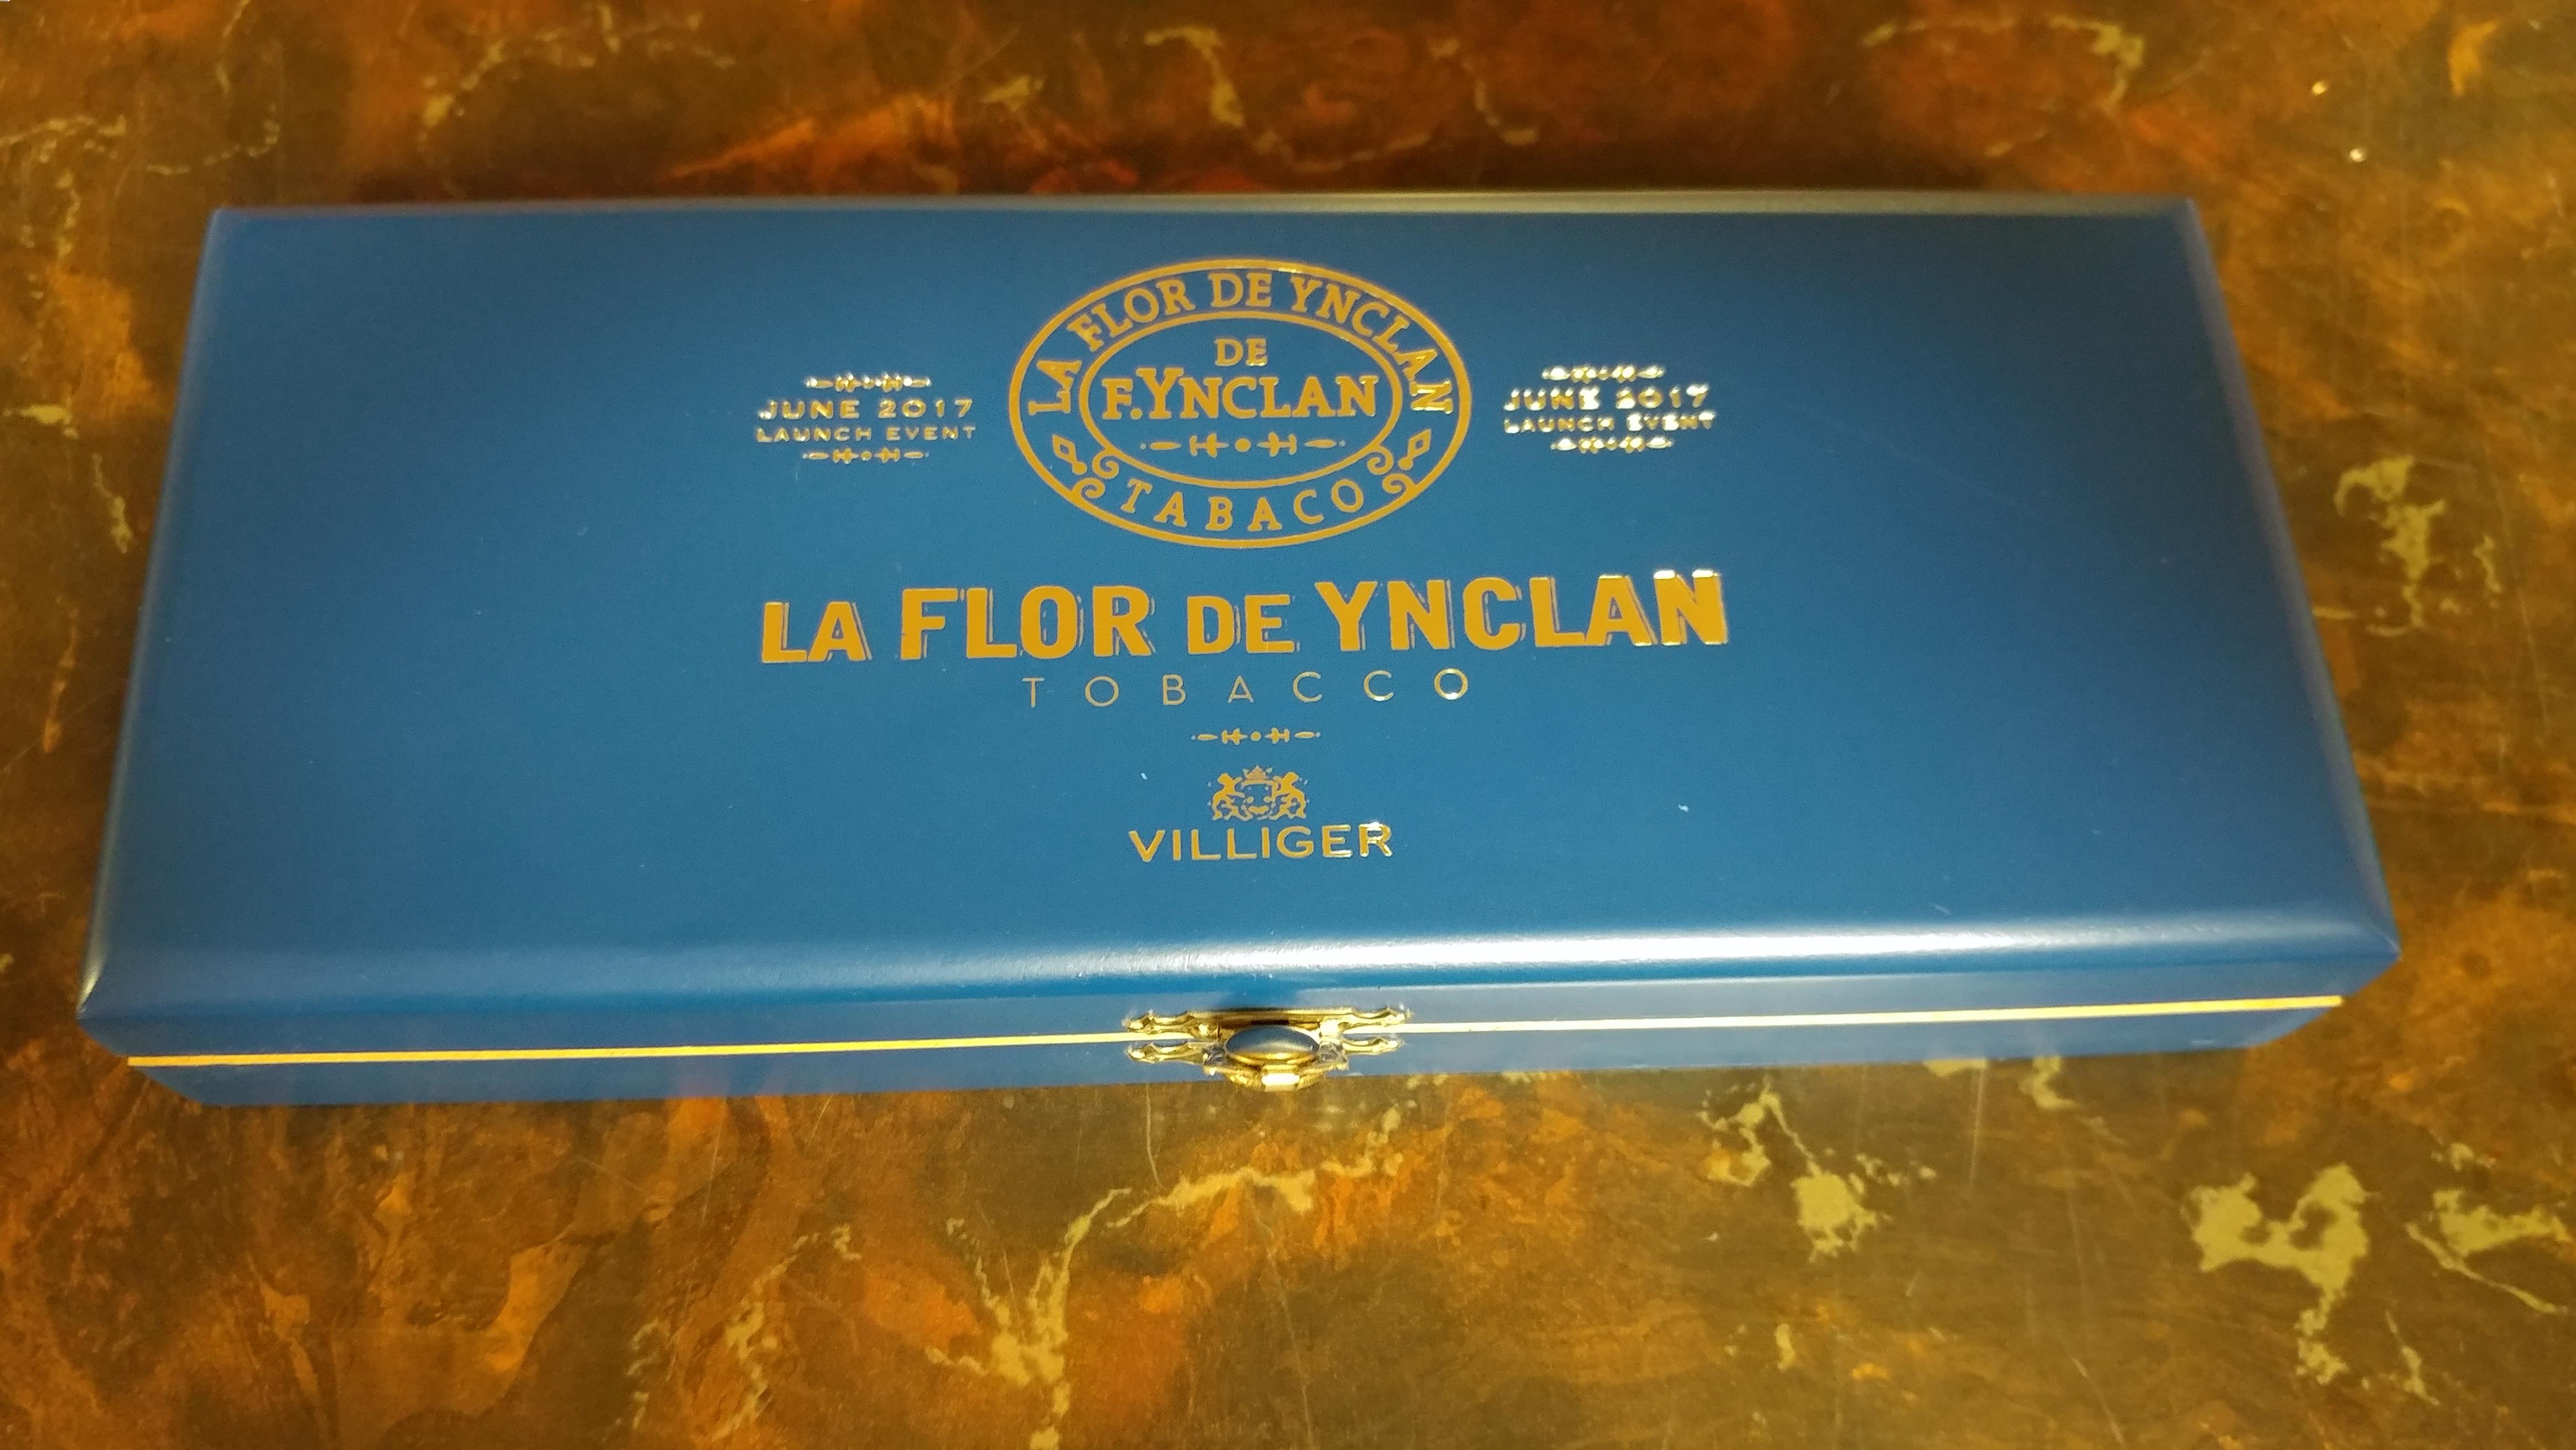 LA FLOR DE YNCLAN
DE
F.YNCLAN
TABACO
JUNE 2017
LAUNCH EVENT
JUNE 2017
LAUNCH EVENT
LA FLOR DE YNCLAN
TOBACCO
VILLIGER